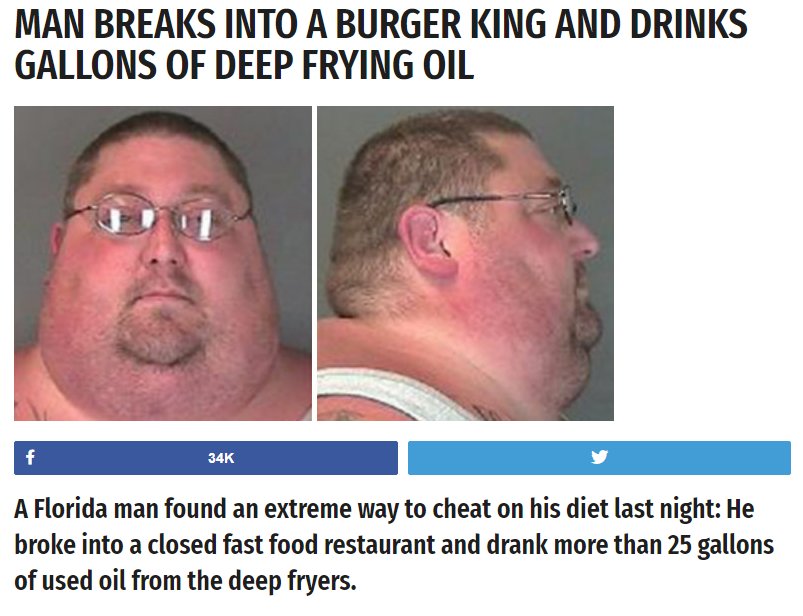 MAN BREAKS INTO A BURGER KING AND DRINKS
GALLONS OF DEEP FRYING OIL
f 34K
A Florida man found an extreme way to cheat on his diet last night: He
broke into a closed fast food restaurant and drank more than 25 gallons
of used oil from the deep fryers.